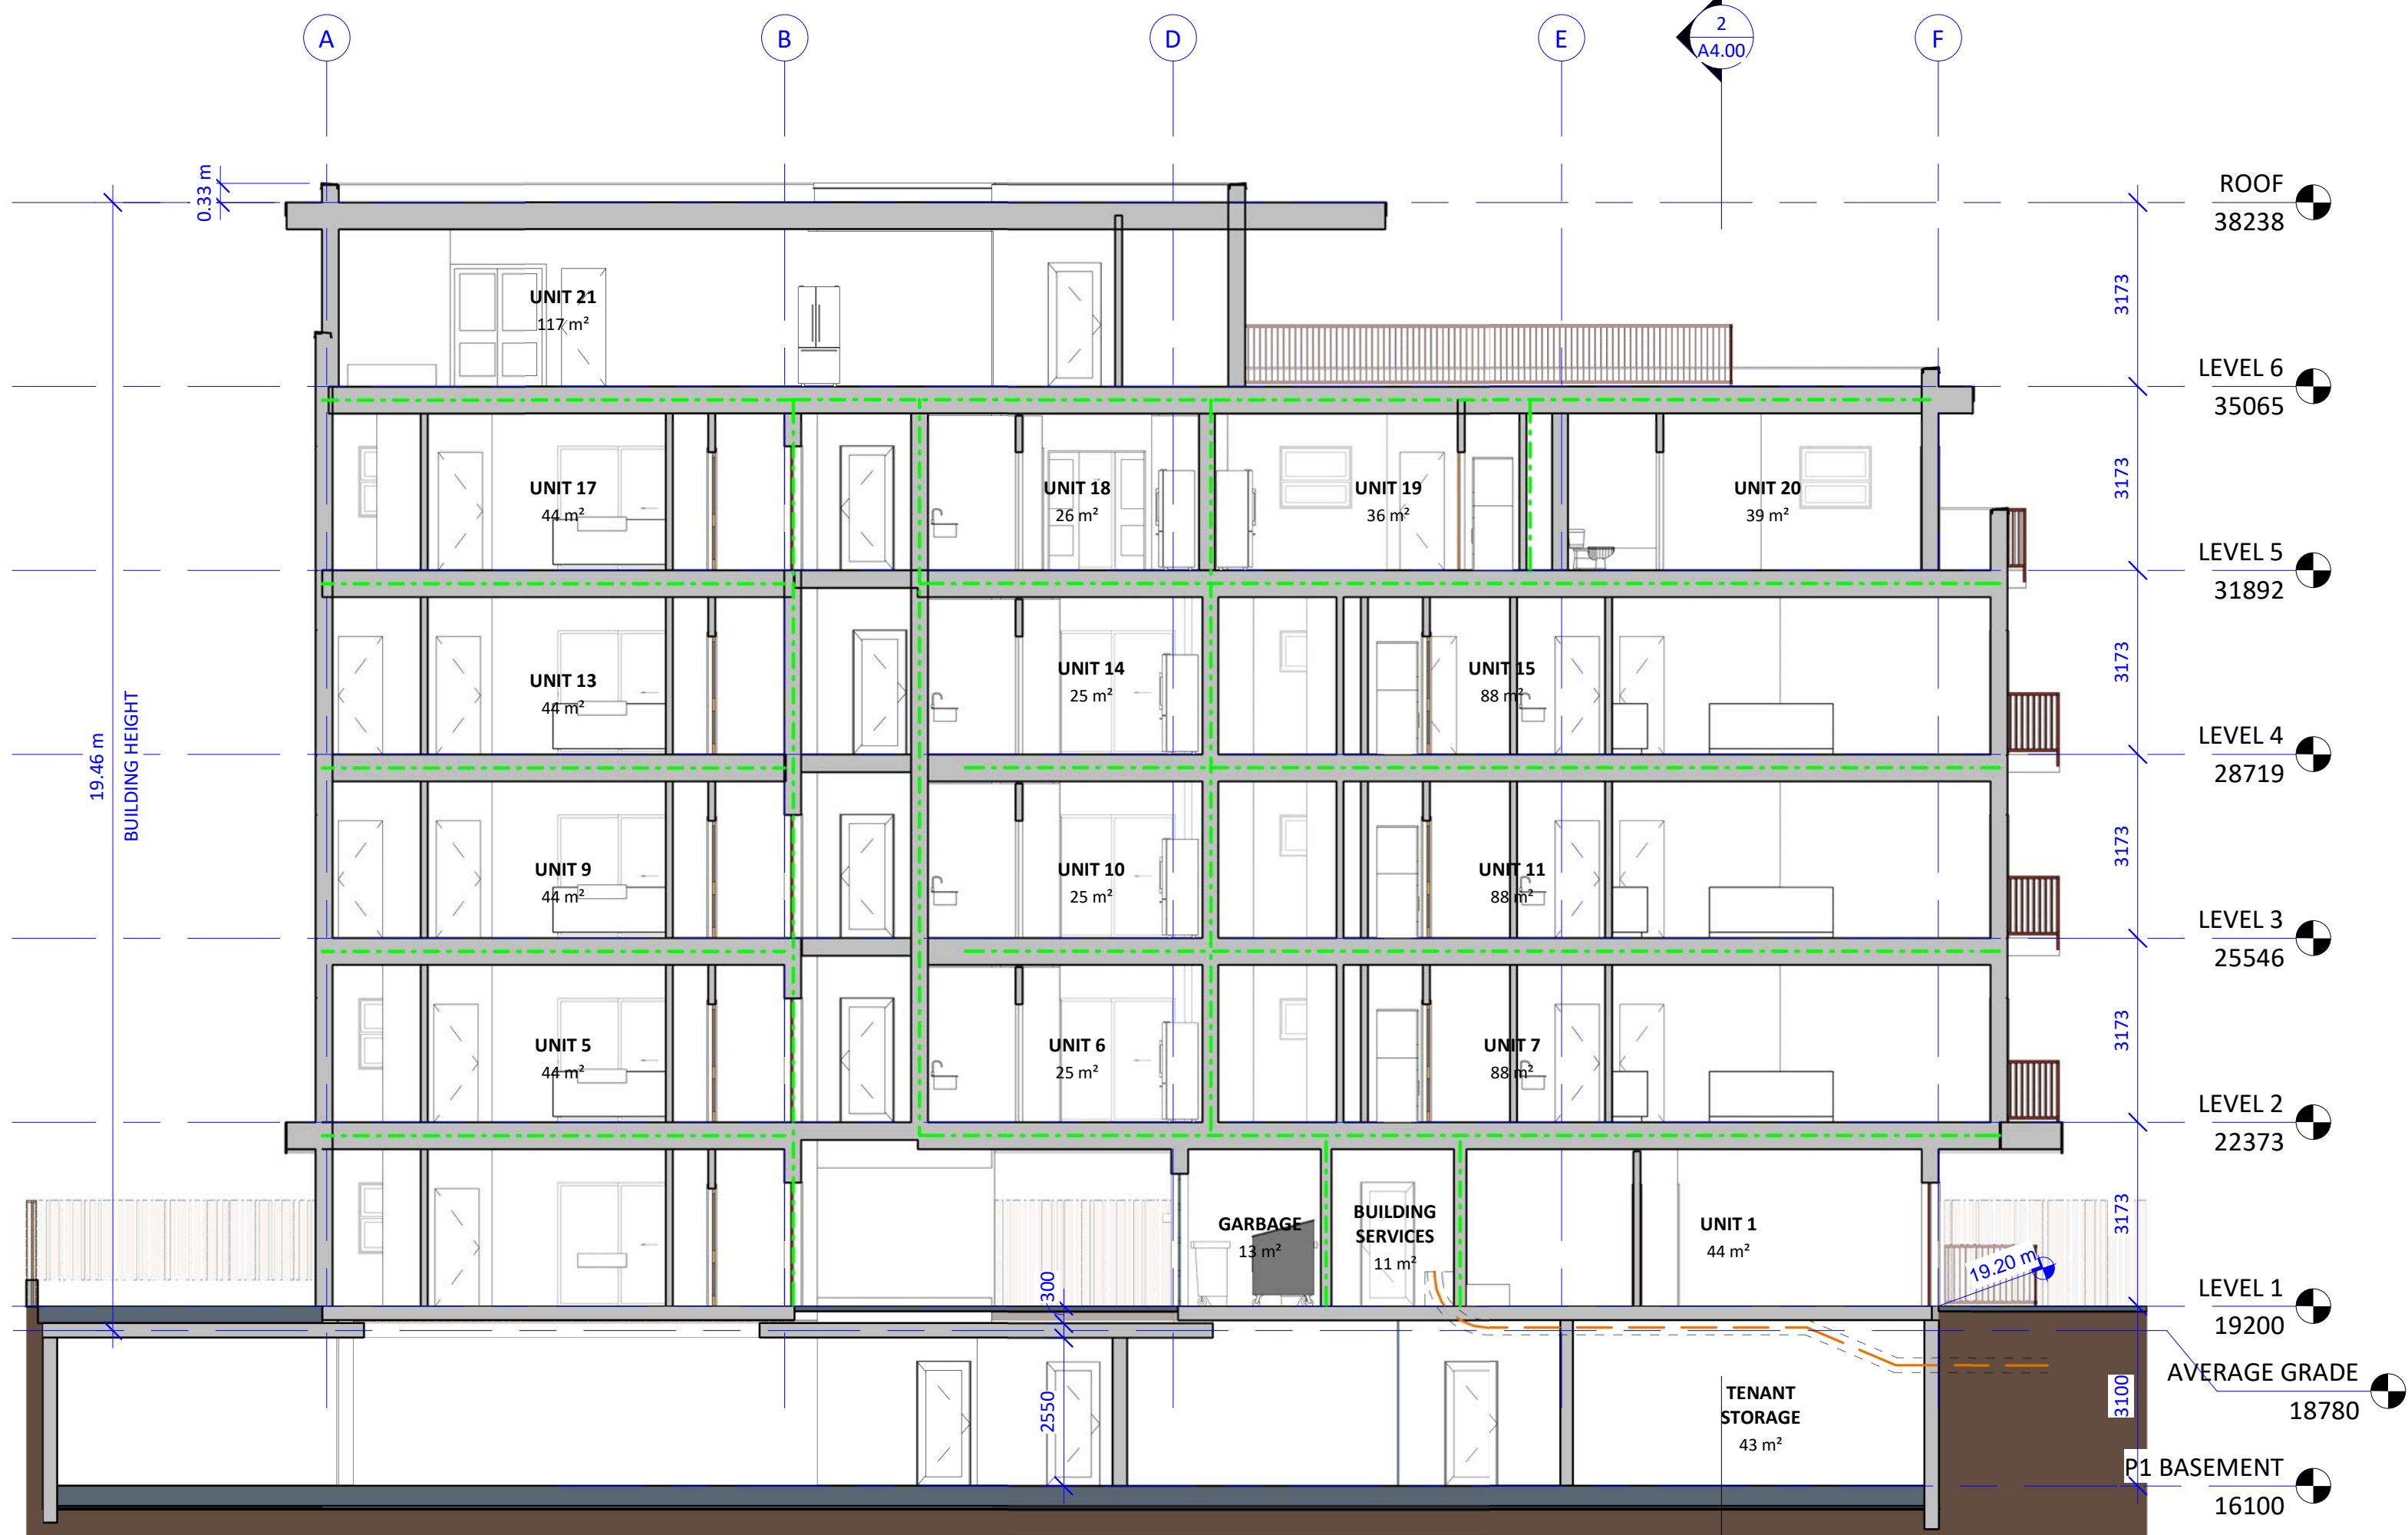 A
B
D
E
2
A4.00
F
0.33 m
ROOF
38238
UNIT 21
117 m²
3173
LEVEL 6
35065
UNIT 17
44 m²
UNIT 18
26 m²
UNIT 19
36 m²
UNIT 20
39 m²
3173
LEVEL 5
31892
UNIT 13
44 m²
UNIT 14
25 m²
UNIT 15
88 m²
3173
19.46 m
BUILDING HEIGHT
LEVEL 4
28719
UNIT 9
44 m²
UNIT 10
25 m²
UNIT 11
88 m²
3173
LEVEL 3
25546
UNIT 5
44 m²
UNIT 6
25 m²
UNIT 7
88 m²
3173
LEVEL 2
22373
GARBAGE
13 m²
BUILDING
SERVICES
11 m²
UNIT 1
44 m²
3173
19.20 m
300
LEVEL 1
19200
AVERAGE GRADE
18780
2550
TENANT
STORAGE
43 m²
3100
P1 BASEMENT
16100